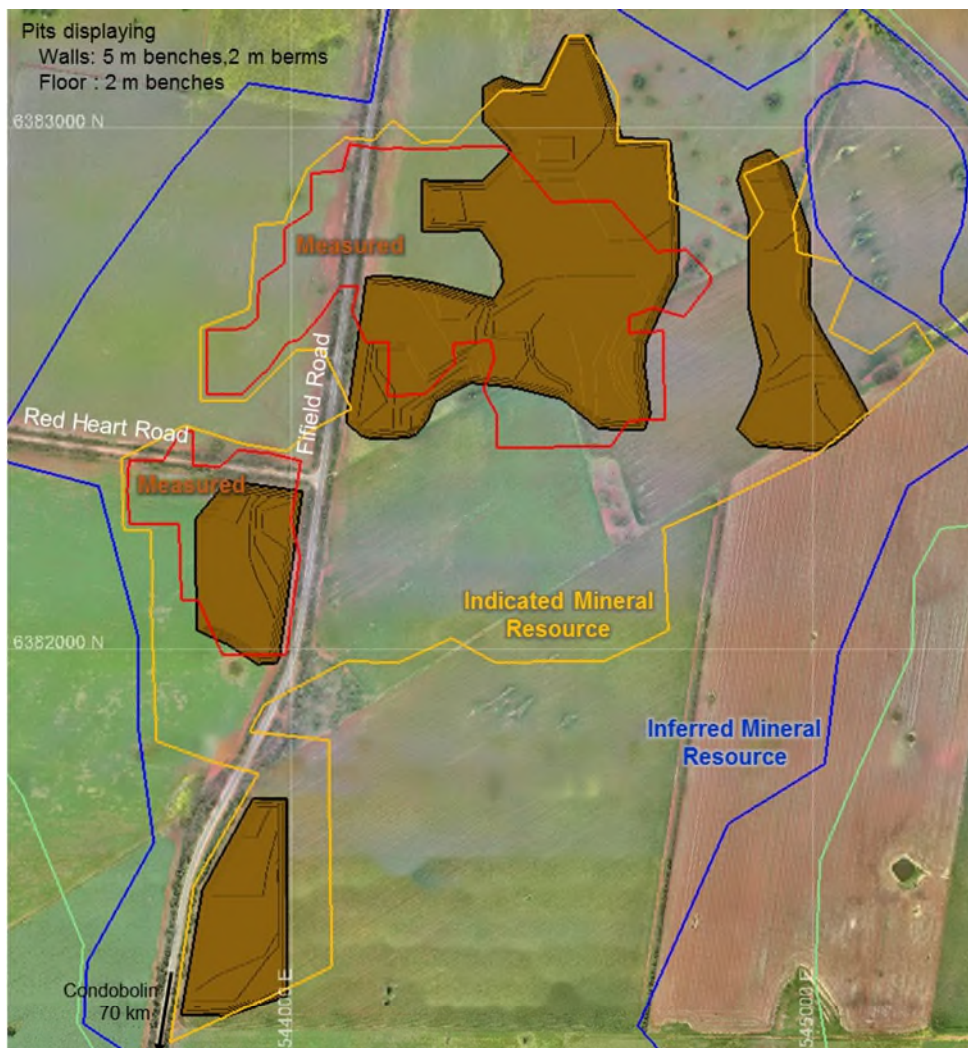 Pits displaying
Walls: 5 m benches,2 m berms
Floor : 2 m benches
6383000 N
Measured
Fifield Road
Red Heart Road
Measured
Indicated Mineral
Resource
6382000 N
Inferred Mineral
Resource
Condobolin
70 km
544000 E
545000 E